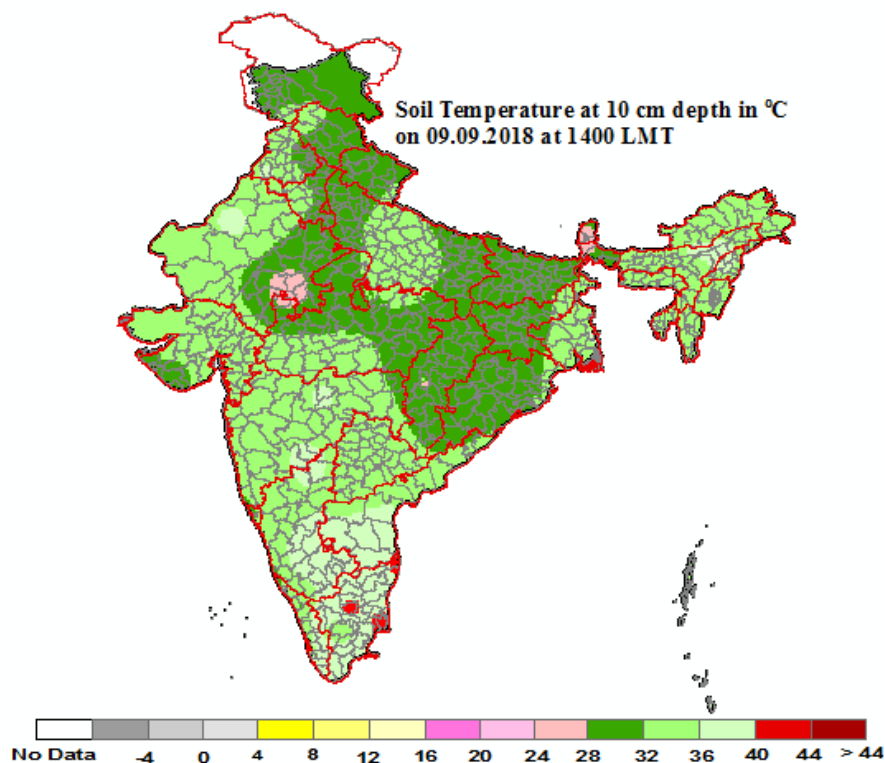 Soil Temperature at 10 cm depth in °C
on 09.09.2018 at 1400 LMT
No Data -4 0 4 8 12 16 20 24 28 32 36 40 44 > 44